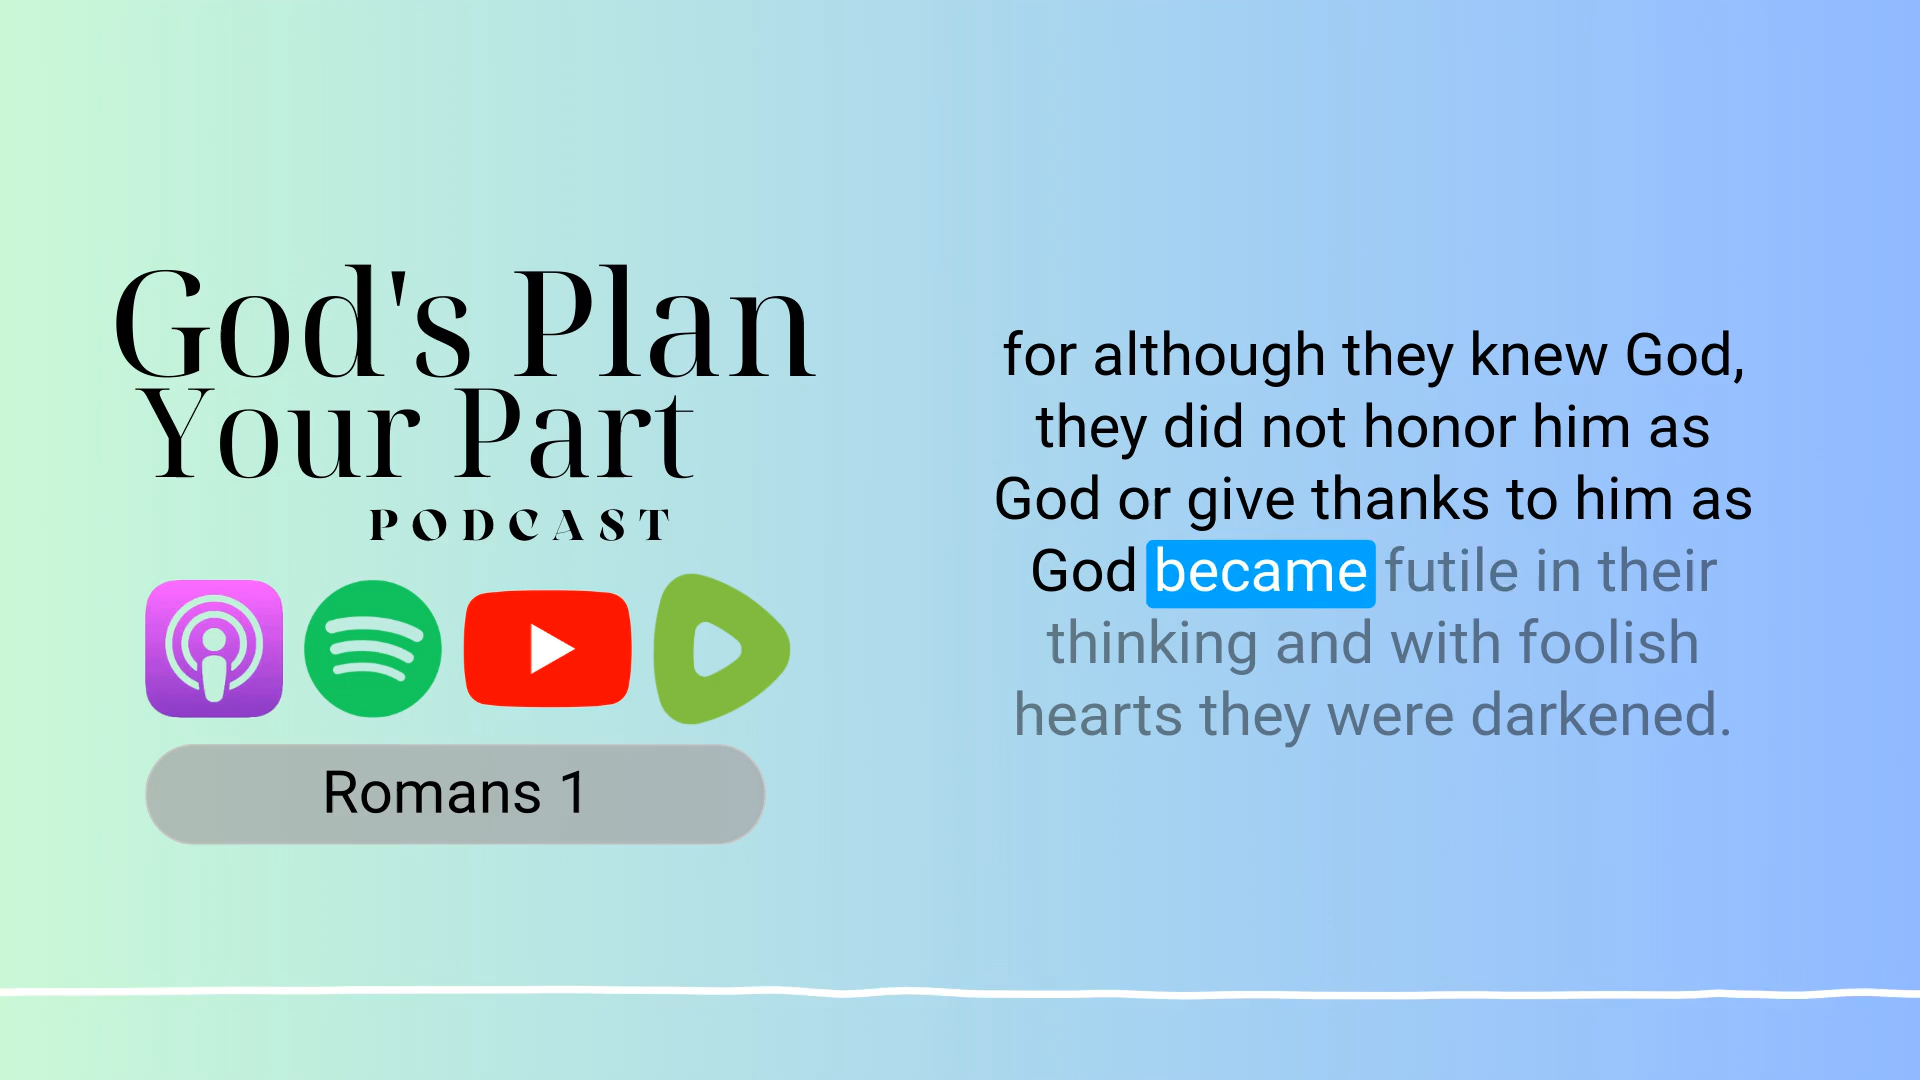 God's Plan
Your Part
PODCAST
Romans 1
for although they knew God,
they did not honor him as
God or give thanks to him as
God became futile in their
thinking and with foolish
hearts they were darkened.